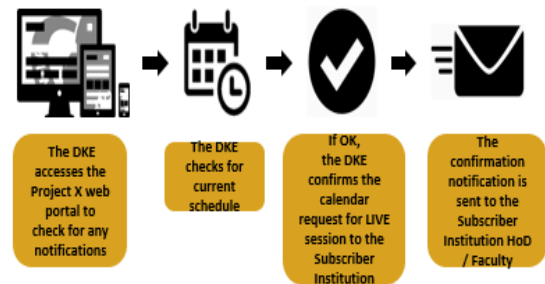 The DKE
accesses the
Project X web
portal to
check for any
notifications
The DKE
checks for
current
schedule
If OK,
the DKE
confirms the
calendar
request for LIVE
session to the
Subscriber
Institution
The
confirmation
notification is
sent to the
Subscriber
Institution HoD
/ Faculty